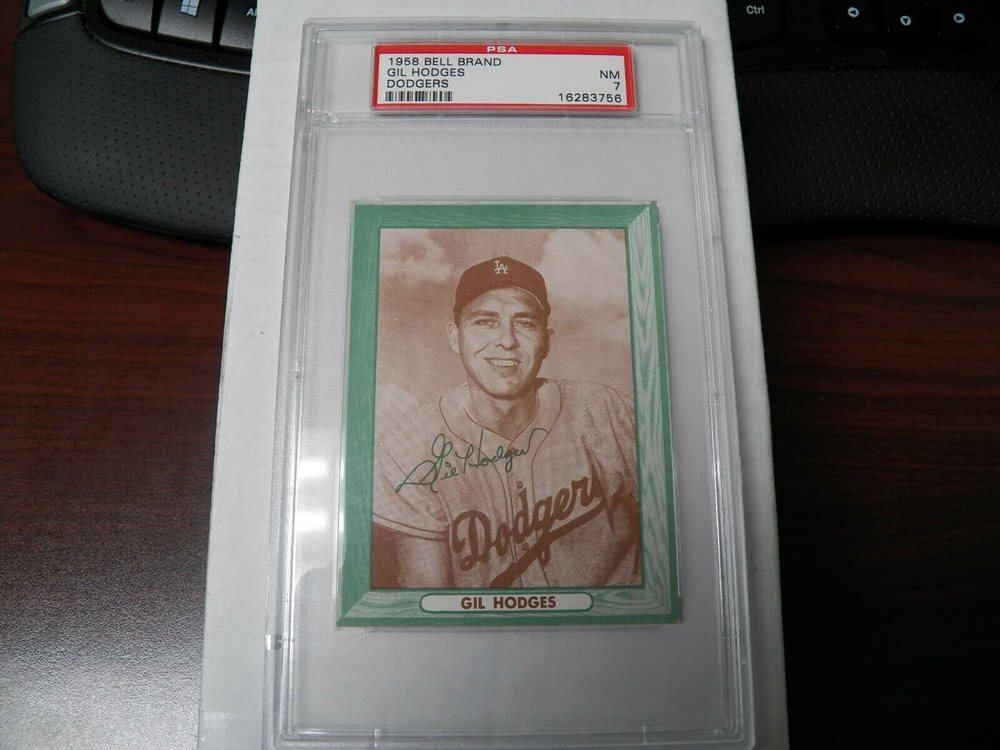 Ctrl
PSA
1958 BELL BRAND
GIL HODGES NM
DODGERS 7
16283756
LA
Gil Hodges
Dodgers
GIL HODGES